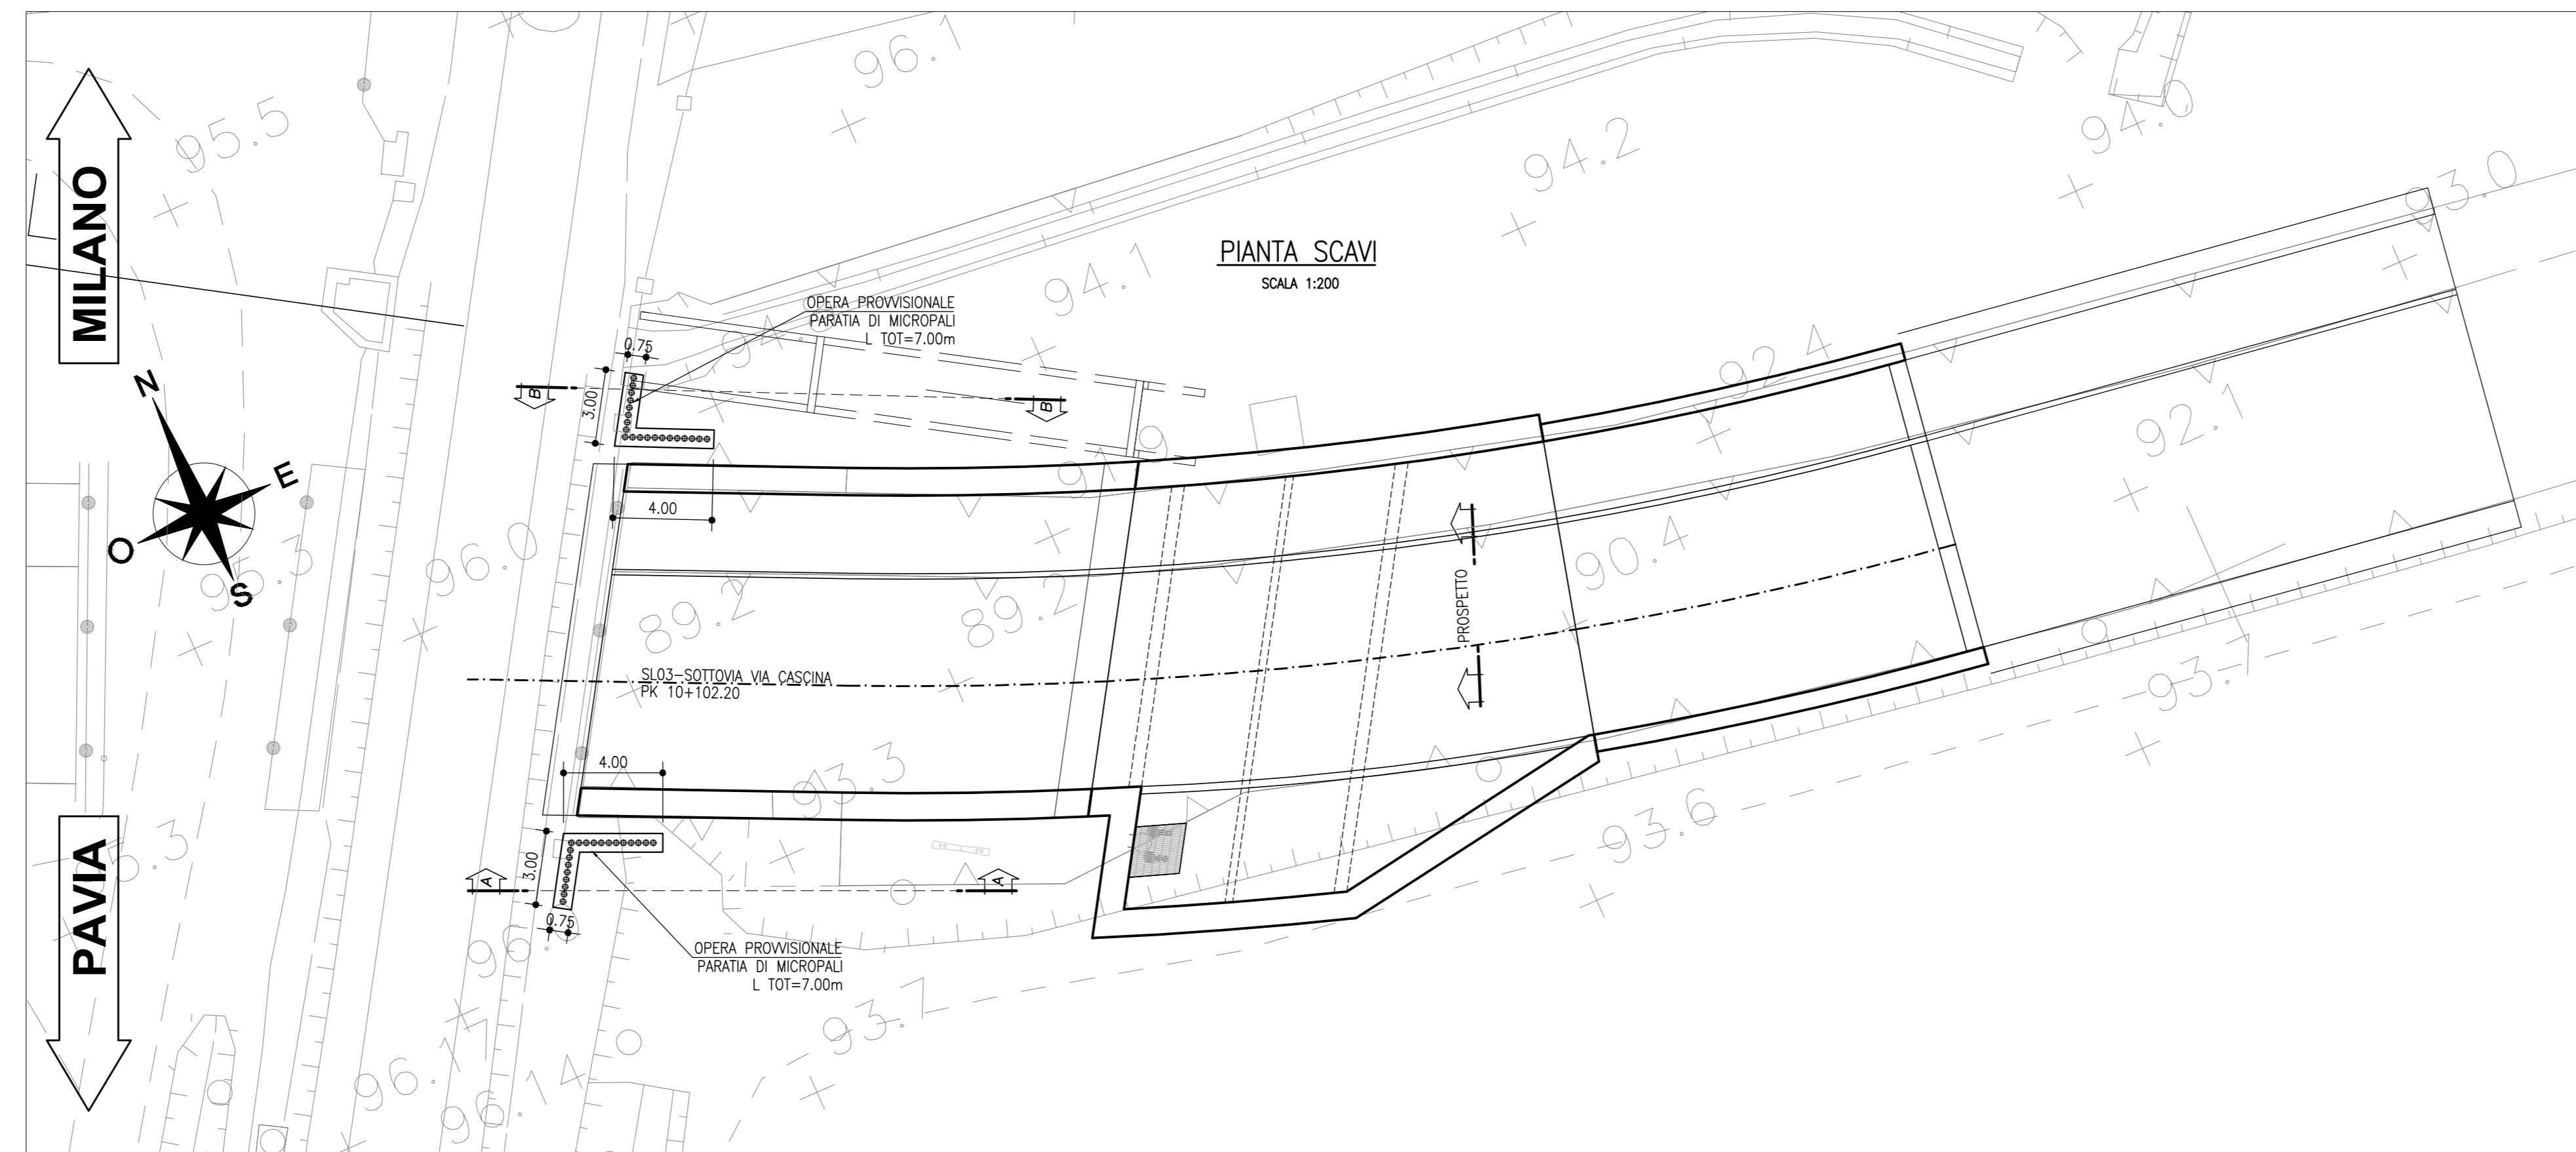 MILANO
N
E
O
S
PAVIA
PIANTA SCAVI
SCALA 1:200
OPERA PROVVISIONALE
PARATIA DI MICROPALI
L TOT=7.00m
0.75
3.00
B
B
4.00
SL03-SOTTOVIA VIA CASCINA
PK 10+102.20
4.00
3.00
0.75
A
A
OPERA PROVVISIONALE
PARATIA DI MICROPALI
L TOT=7.00m
PROSPETTO
95.5
96.1
94.2
94.0
93.0
94.1
92.4
92.1
96.0
89.2
89.2
90.4
93.3
93.6
93.7
93.7
96.14